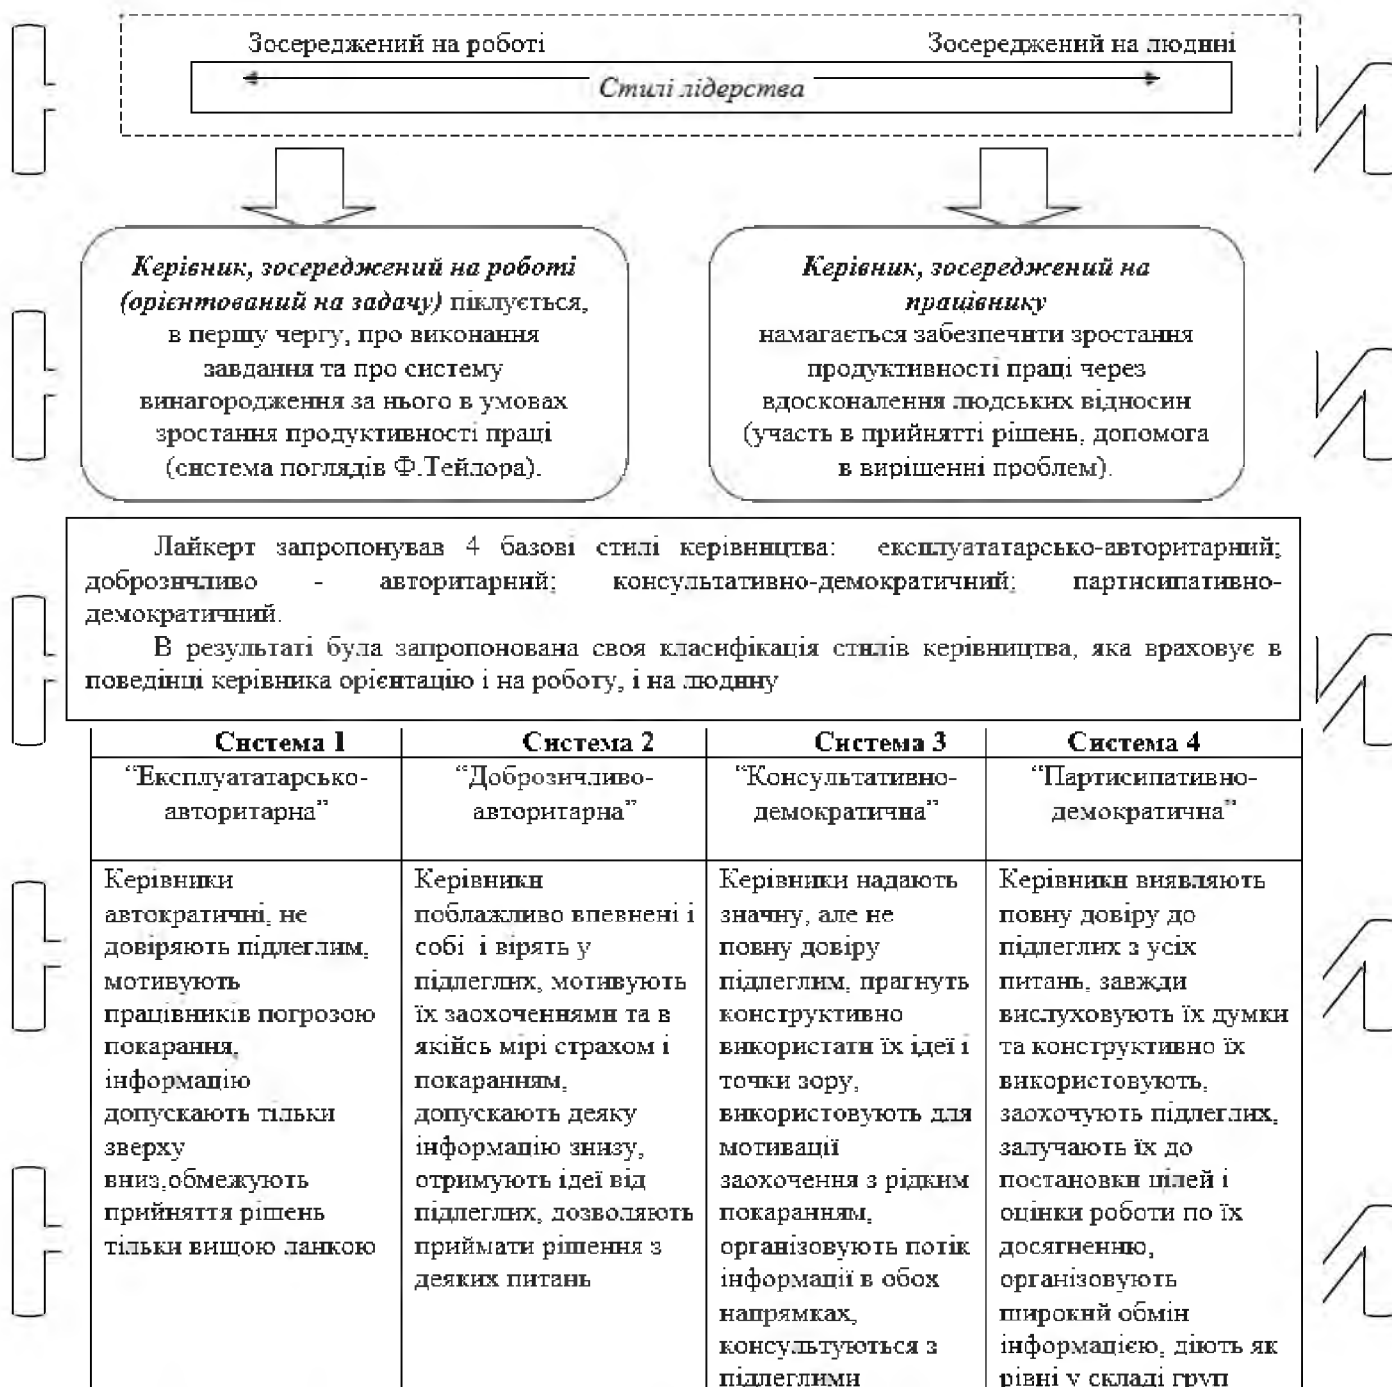 Зосереджений на роботі
Зосереджений на людині
Стилі лідерства
Керівник, зосереджений на роботі
(орієнтований на задачу) піклується,
в першу чергу, про виконання
завдання та про систему
винагородження за нього в умовах
зростання продуктивності праці
(система поглядів Ф.Тейлора).
Керівник, зосереджений на
працівнику
намагається забезпечити зростання
продуктивності праці через
вдосконалення людських відносин
(участь в прийнятті рішень, допомога
в вирішенні проблем).
Лайкерт запропонував 4 базові стилі керівництва: експлуататарсько-авторитарний;
доброзичливо - авторитарний; консультативно-демократичний; партисипативно-
демократичний.
В результаті була запропонована своя класифікація стилів керівництва, яка враховує в
поведінці керівника орієнтацію і на роботу, і на людину
Система 1
Система 2
Система 3
Система 4
“Експлуататарсько-
авторитарна”
“Доброзичливо-
авторитарна”
“Консультативно-
демократична”
“Партисипативно-
демократична”
Керівники
автократичні, не
довіряють підлеглим,
мотивують
працівників погрозою
покарання,
інформацію
допускають тільки
зверху
вниз,обмежують
прийняття рішень
тільки вищою ланкою
Керівники
поблажливо впевнені і
собі і вірять у
підлеглих, мотивують
їх заохоченнями та в
якійсь мірі страхом і
покаранням,
допускають деяку
інформацію знизу,
отримують ідеї від
підлеглих, дозволяють
приймати рішення з
деяких питань
Керівники надають
значну, але не
повну довіру
підлеглим, прагнуть
конструктивно
використати їх ідеї і
точки зору,
використовують для
мотивації
заохочення з рідким
покаранням,
організовують потік
інформації в обох
напрямках,
консультуються з
підлеглими
Керівники виявляють
повну довіру до
підлеглих з усіх
питань, завжди
вислуховують їх думки
та конструктивно їх
використовують,
заохочують підлеглих,
залучають їх до
постановки цілей і
оцінки роботи по їх
досягненню,
організовують
широкий обмін
інформацією, діють як
рівні у складі груп